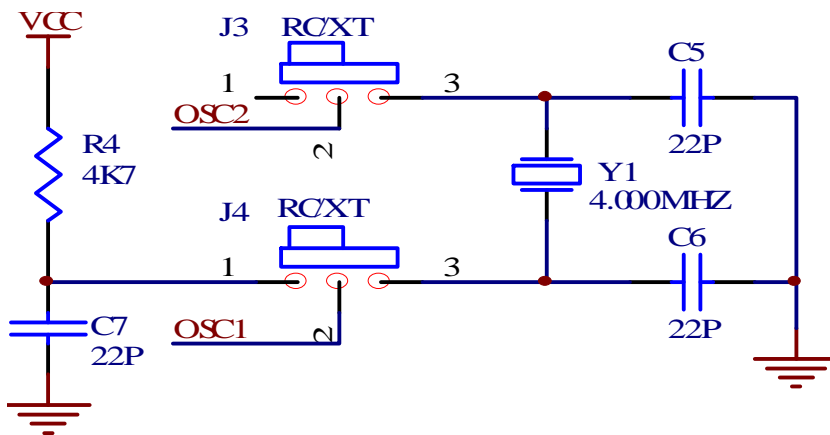 VCC
J3 RC/XT
C5
1
3
OSC2
R4
4K7
2
22P
Y1
4.000MHZ
J4 RC/XT
C6
1
3
C7
OSC1
2
22P
22P